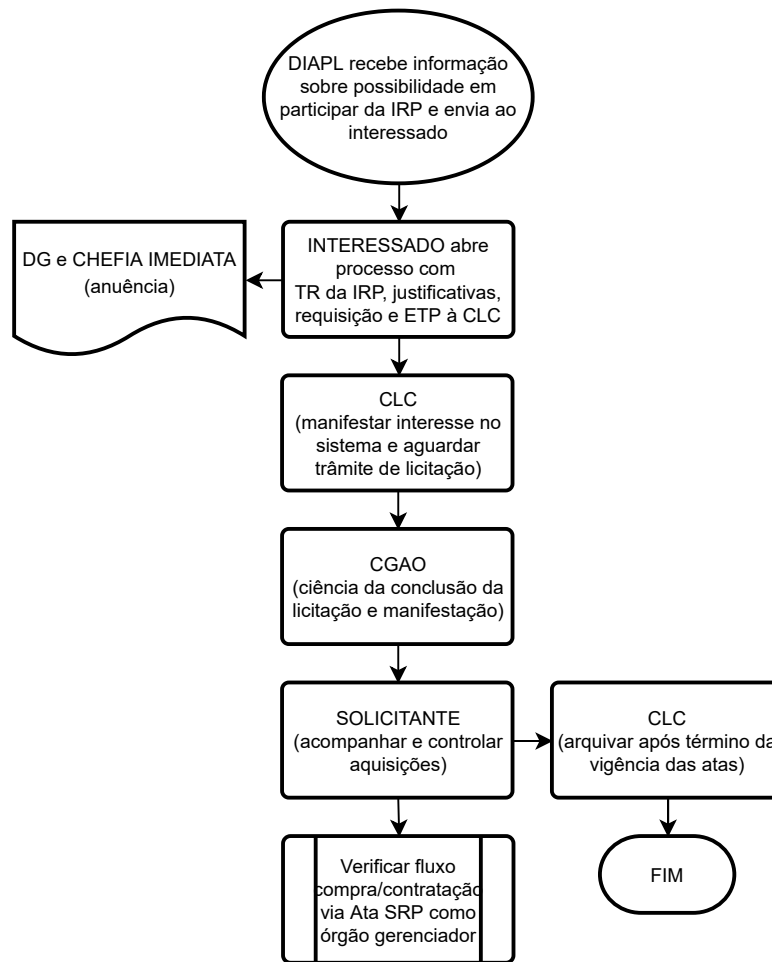 DIAPL recebe informação
sobre possibilidade em
participar da IRP e envia ao
interessado
DG e CHEFIA IMEDIATA
(anuência)
INTERESSADO abre
processo com
TR da IRP, justificativas,
requisição e ETP à CLC
CLC
(manifestar interesse no
sistema e aguardar
trâmite de licitação)
CGAO
(ciência da conclusão da
licitação e manifestação)
SOLICITANTE
(acompanhar e controlar
aquisições)
CLC
(arquivar após término da
vigência das atas)
Verificar fluxo
compra/contratação
via Ata SRP como
órgão gerenciador
FIM